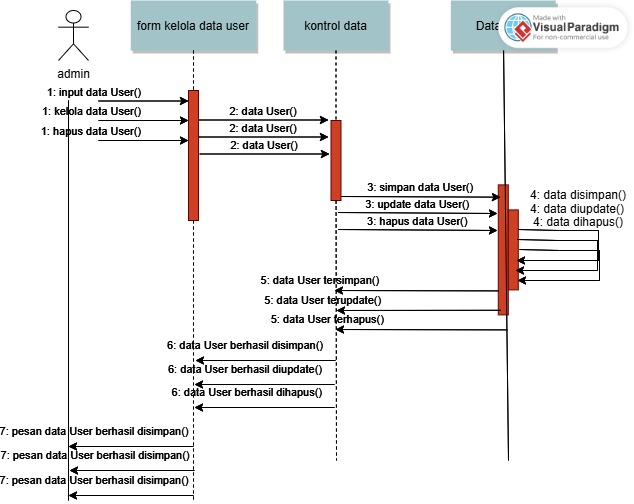 form kelola data user
kontrol data
Data
Made with
VisualParadigm
For non-commercial use
admin
1: input data User()
1: kelola data User()
1: hapus data User()
2: data User()
2: data User()
2: data User()
3: simpan data User()
3: update data User()
3: hapus data User()
4: data disimpan()
4: data diupdate()
4: data dihapus()
5: data User tersimpan()
5: data User terupdate()
5: data User terhapus()
6: data User berhasil disimpan()
6: data User berhasil diupdate()
6: data User berhasil dihapus()
7: pesan data User berhasil disimpan()
7: pesan data User berhasil disimpan()
7: pesan data User berhasil disimpan()